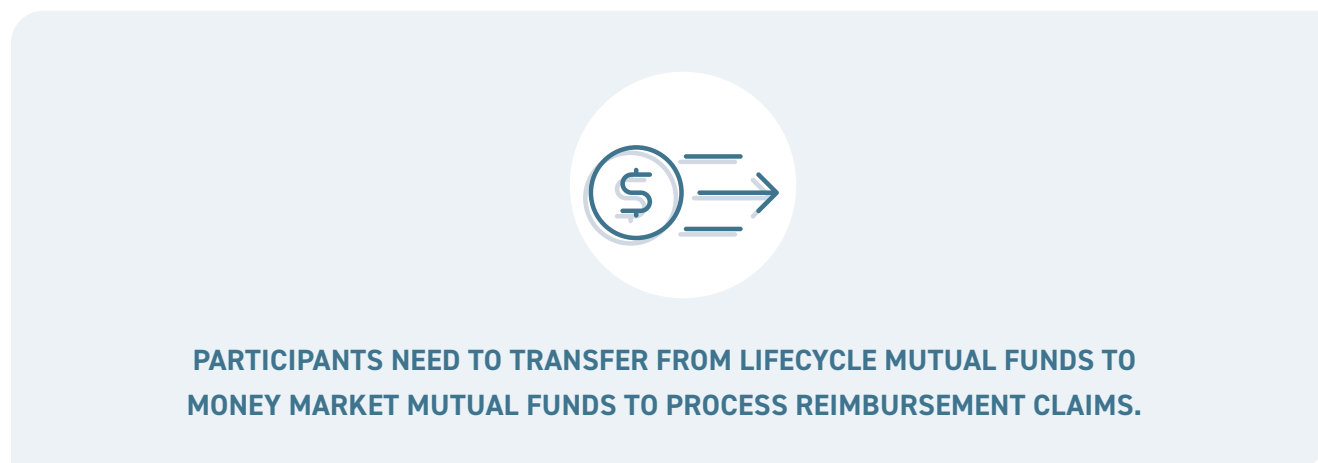 PARTICIPANTS NEED TO TRANSFER FROM LIFECYCLE MUTUAL FUNDS TO
MONEY MARKET MUTUAL FUNDS TO PROCESS REIMBURSEMENT CLAIMS.